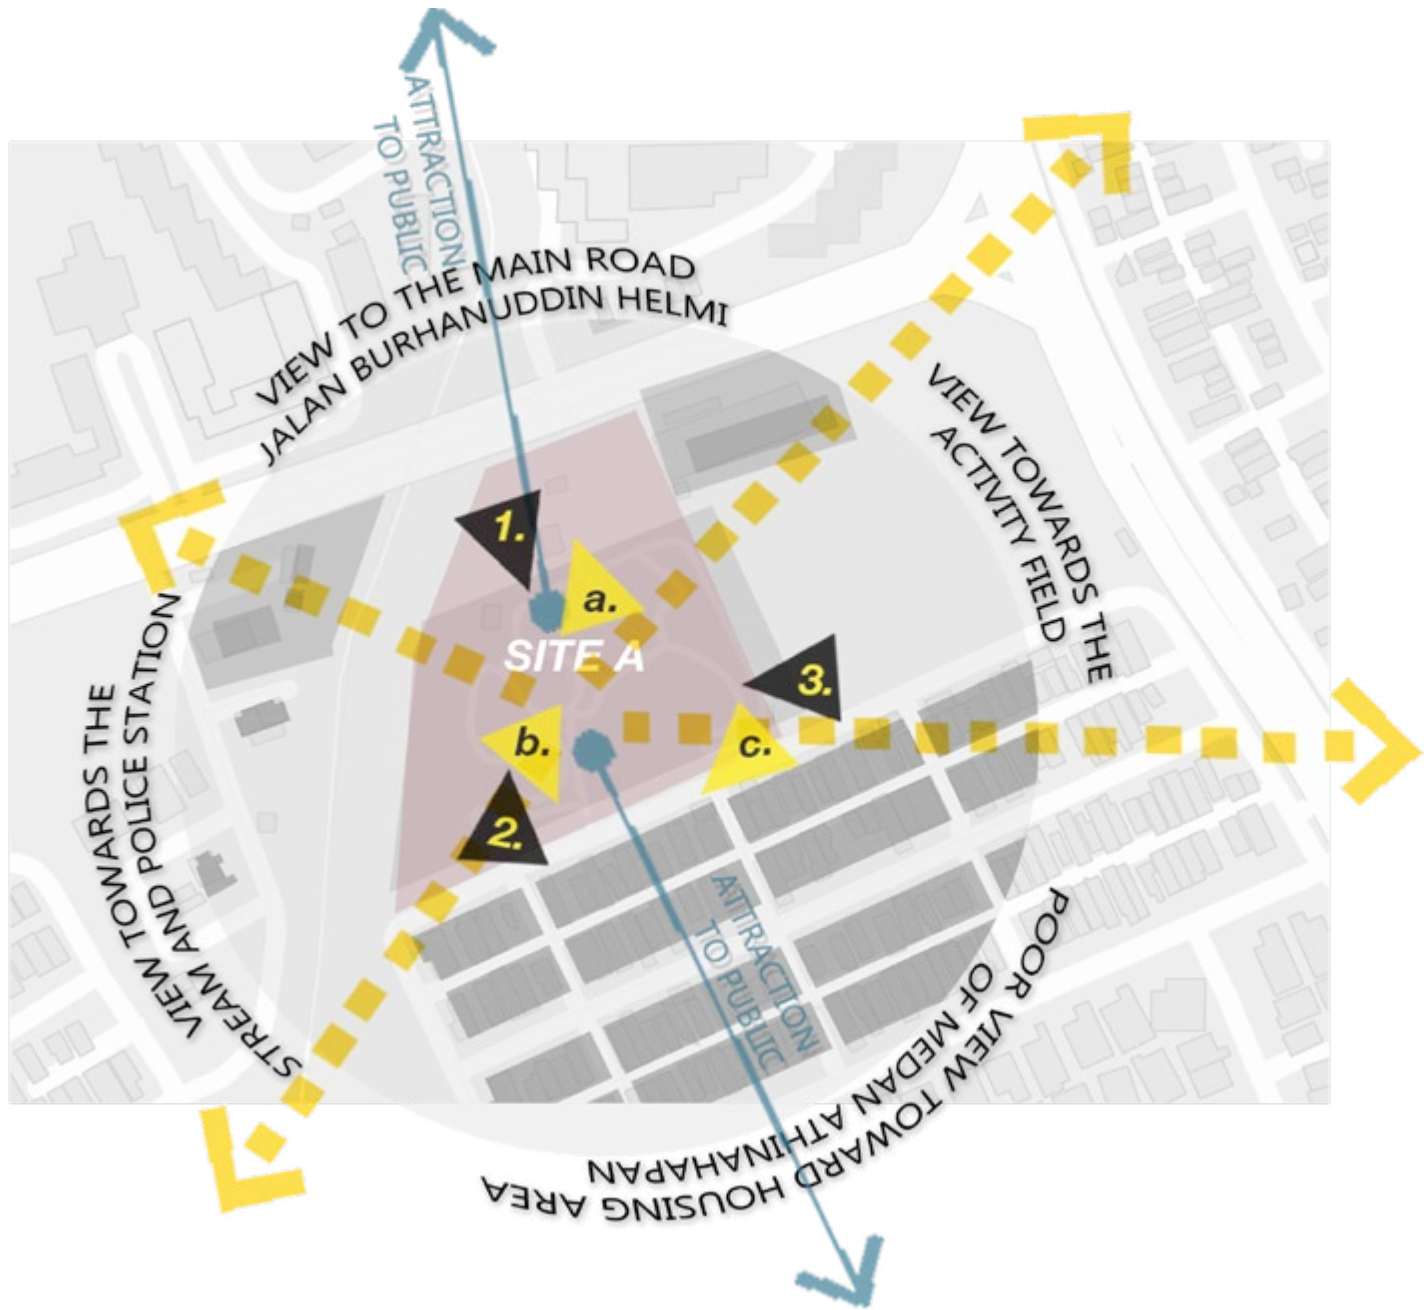 ATTRACTION
TO PUBLIC
VIEW TO THE MAIN ROAD
JALAN BURHANUDDIN HELMI
VIEW TOWARDS THE
ACTIVITY FIELD
1.
a.
SITE A
3.
b.
c.
2.
VIEW TOWARDS THE
STREAM AND POLICE STATION
ATTRACTION
TO PUBLIC
POOR VIEW TOWARD HOUSING AREA
OF MEDAN ATHINAHAPAN